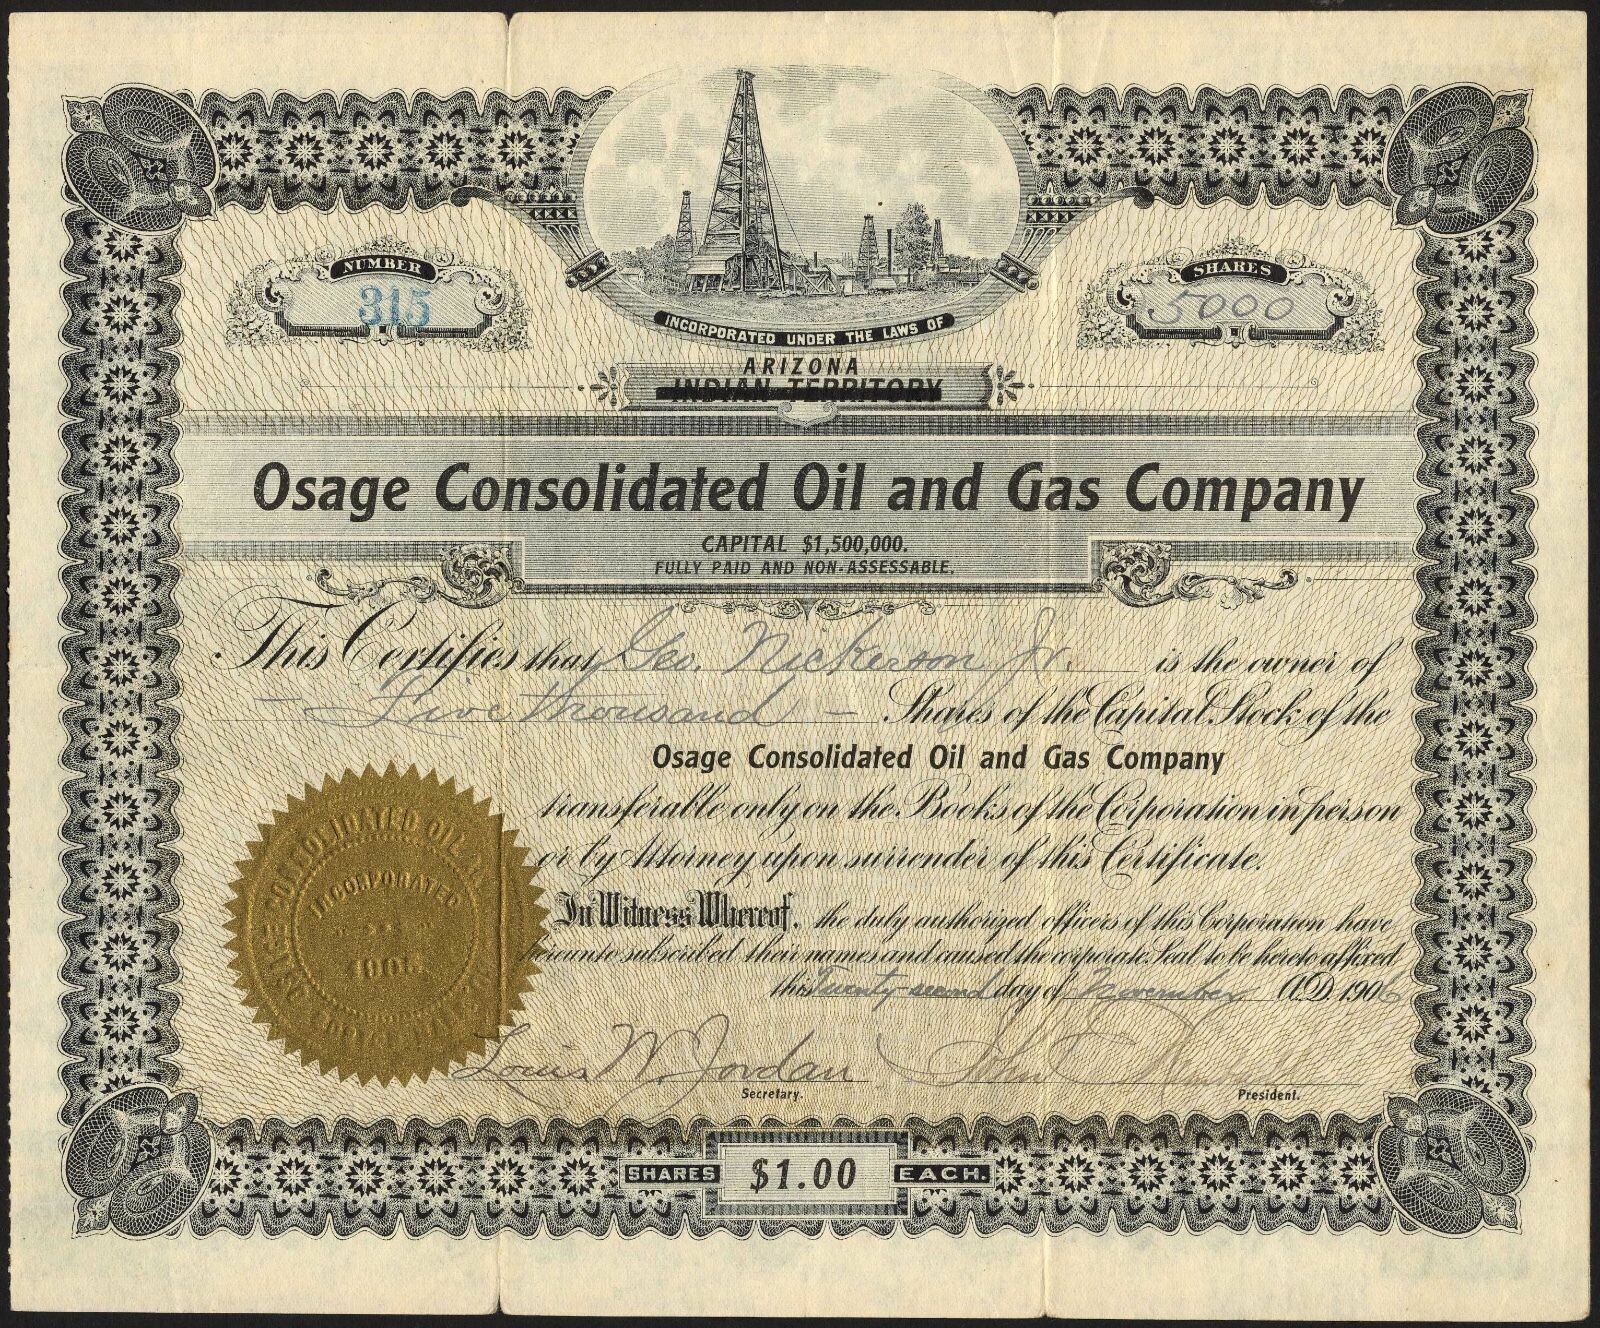 NUMBER
315
SHARES
5000
INCORPORATED UNDER THE LAWS OF
ARIZONA
INDIAN TERRITORY
Osage Consolidated Oil and Gas Company
CAPITAL $1,500,000.
FULLY PAID AND NON-ASSESSABLE.
This Certifies that Geo. Nickerson Jr. is the owner of
- Five thousand - Shares of the Capital Stock of the
Osage Consolidated Oil and Gas Company
transferable only on the Books of the Corporation in person
or by Attorney upon surrender of this Certificate.
In Witness Whereof, the duly authorized officers of this Corporation have
hereunto subscribed their names and caused the corporate Seal to be hereto affixed
this Twenty-second day of November A.D. 1906
OSAGE CONSOLIDATED OIL
INCORPORATED
1905
Louis W. Jordan
Secretary.
John
President.
SHARES $1.00 EACH.